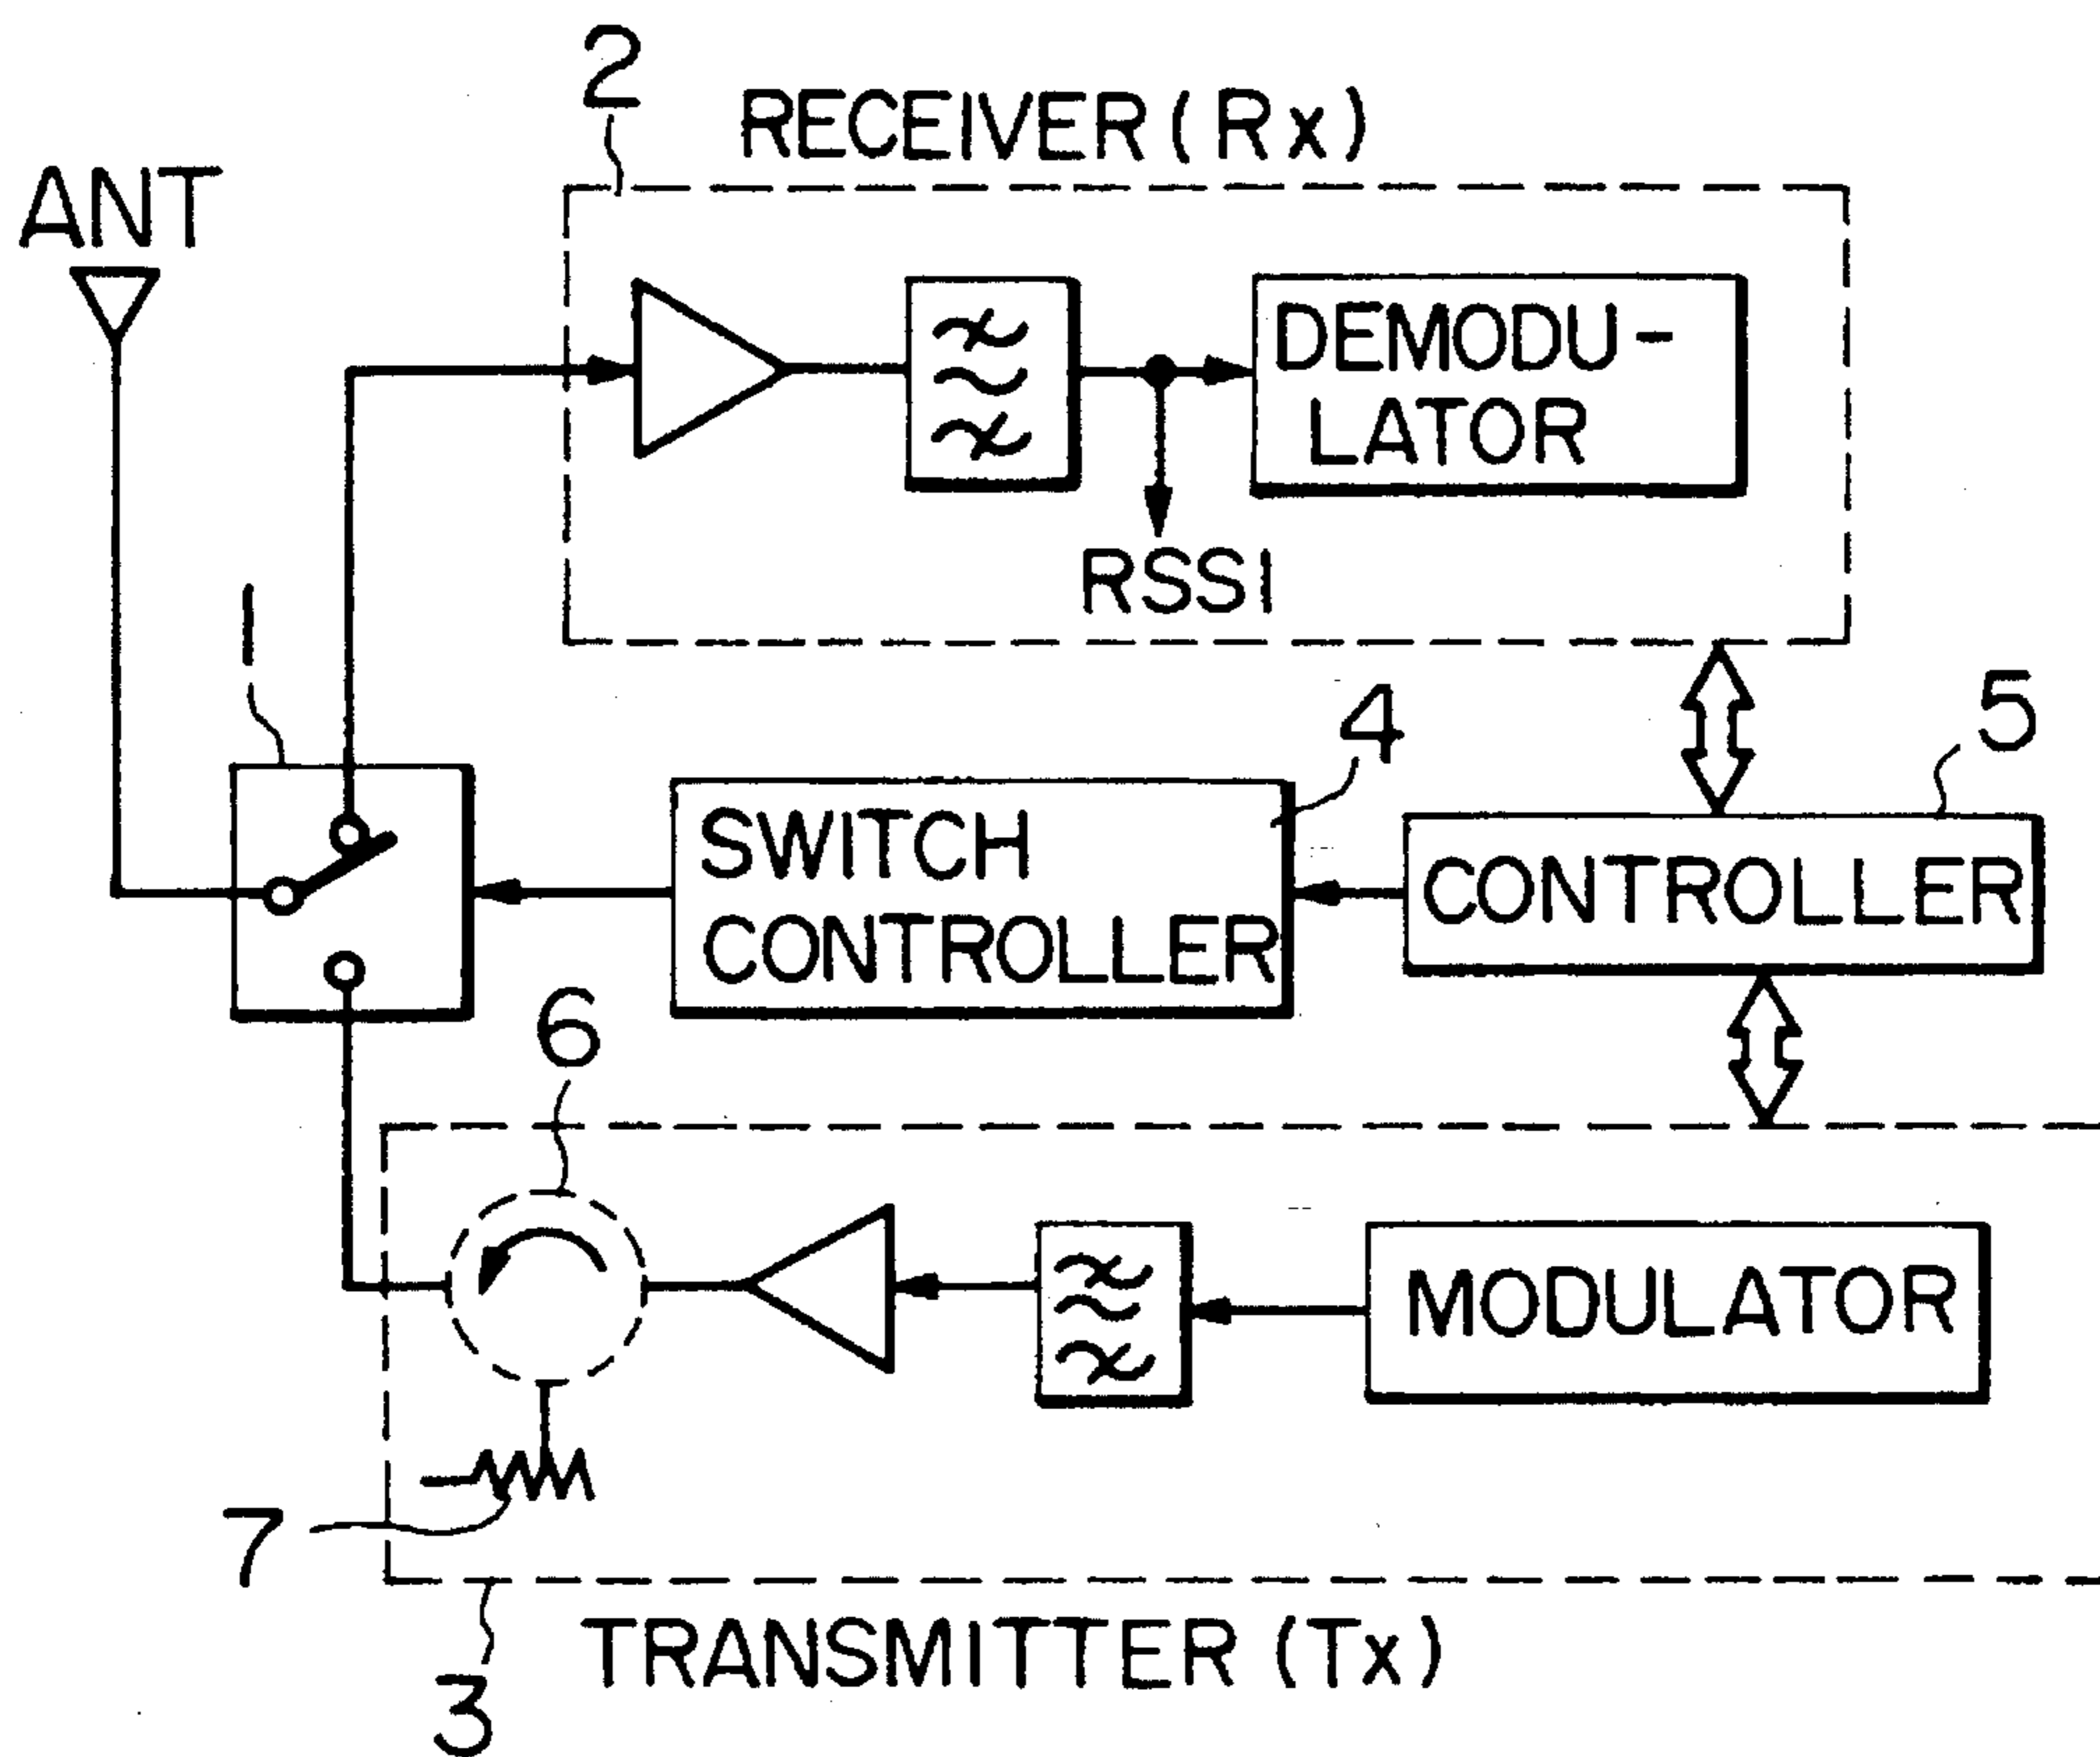 2
RECEIVER (Rx)
ANT
DEMODU-
LATOR
RSSI
1
4
5
SWITCH
CONTROLLER
CONTROLLER
6
MODULATOR
7
TRANSMITTER (Tx)
3